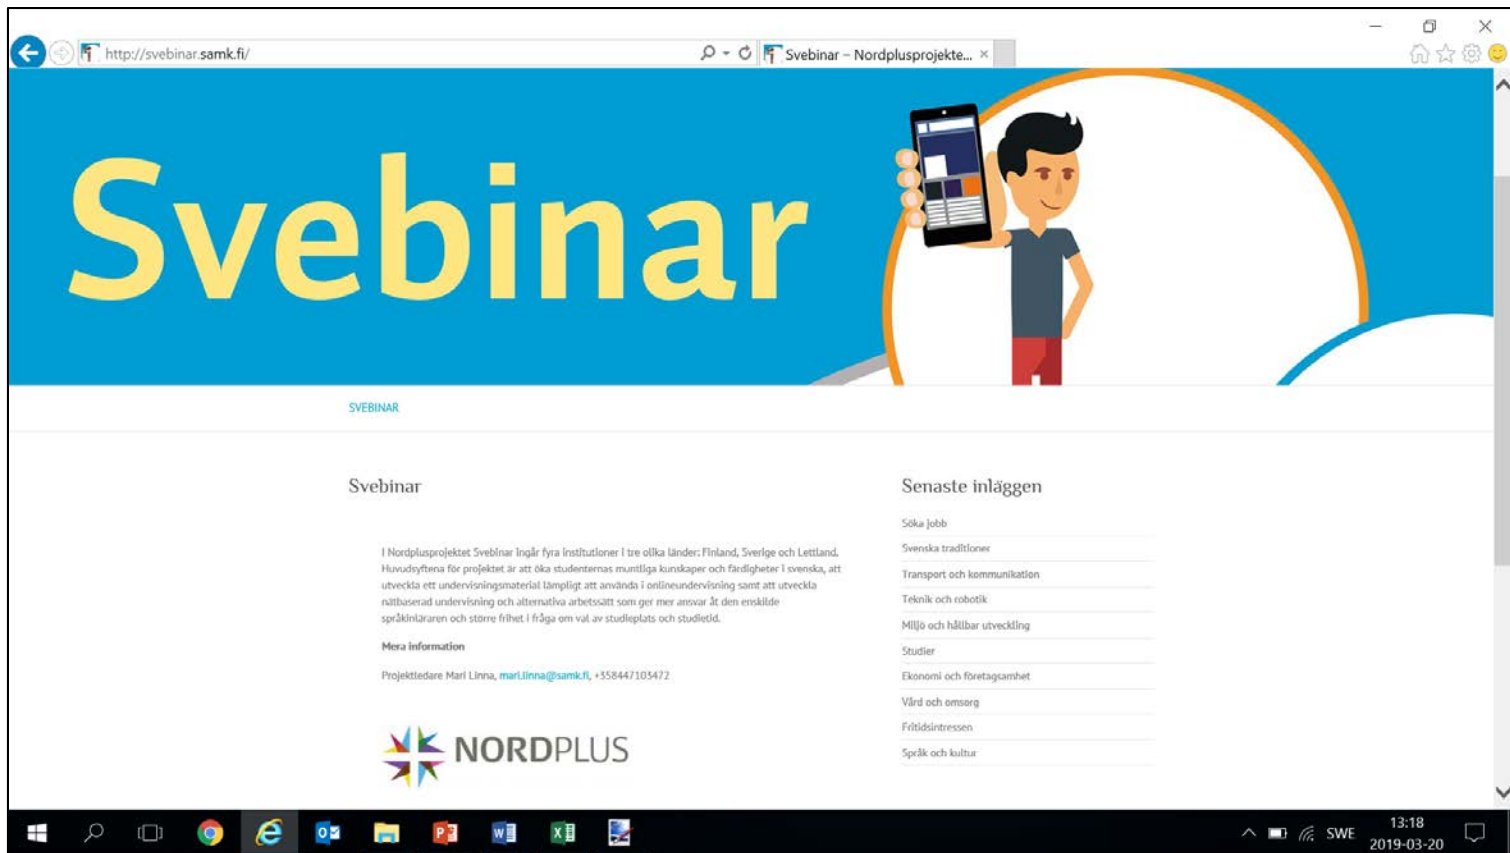 http://svebinar.samk.fi/
Svebinar – Nordplusprojekte...
Svebinar
SVEBINAR
Svebinar
I Nordplusprojektet Svebinar ingår fyra institutioner i tre olika länder: Finland, Sverige och Lettland.
Huvudsyftena för projektet är att öka studenternas muntliga kunskaper och färdigheter i svenska, att
utveckla ett undervisningsmaterial lämpligt att använda i onlineundervisning samt att utveckla
nätbaserad undervisning och alternativa arbetssätt som ger mer ansvar åt den enskilde
språkinläraren och större frihet i fråga om val av studieplats och studietid.
Mera information
Projektledare Mari Linna, mari.linna@samk.fi, +358447103472
NORDPLUS
Senaste inläggen
Söka jobb
Svenska traditioner
Transport och kommunikation
Teknik och robotik
Miljö och hållbar utveckling
Studier
Ekonomi och företagsamhet
Vård och omsorg
Fritidsintressen
Språk och kultur
SWE
13:18
2019-03-20